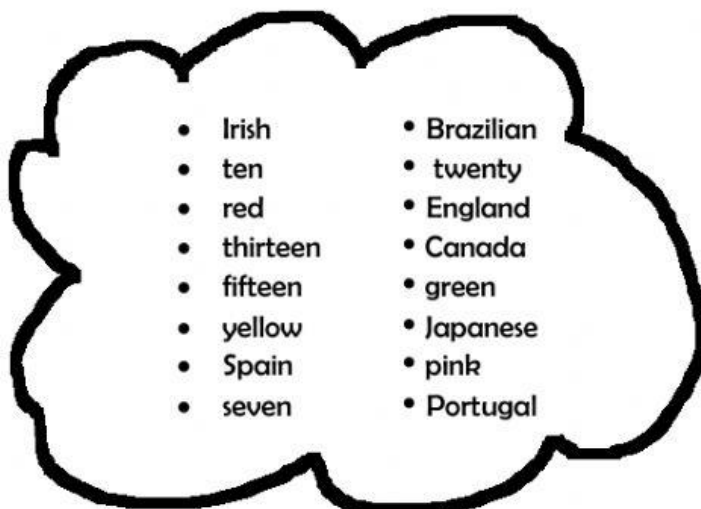 • Irish
• ten
• red
• thirteen
• fifteen
• yellow
• Spain
• seven
• Brazilian
• twenty
• England
• Canada
• green
• Japanese
• pink
• Portugal